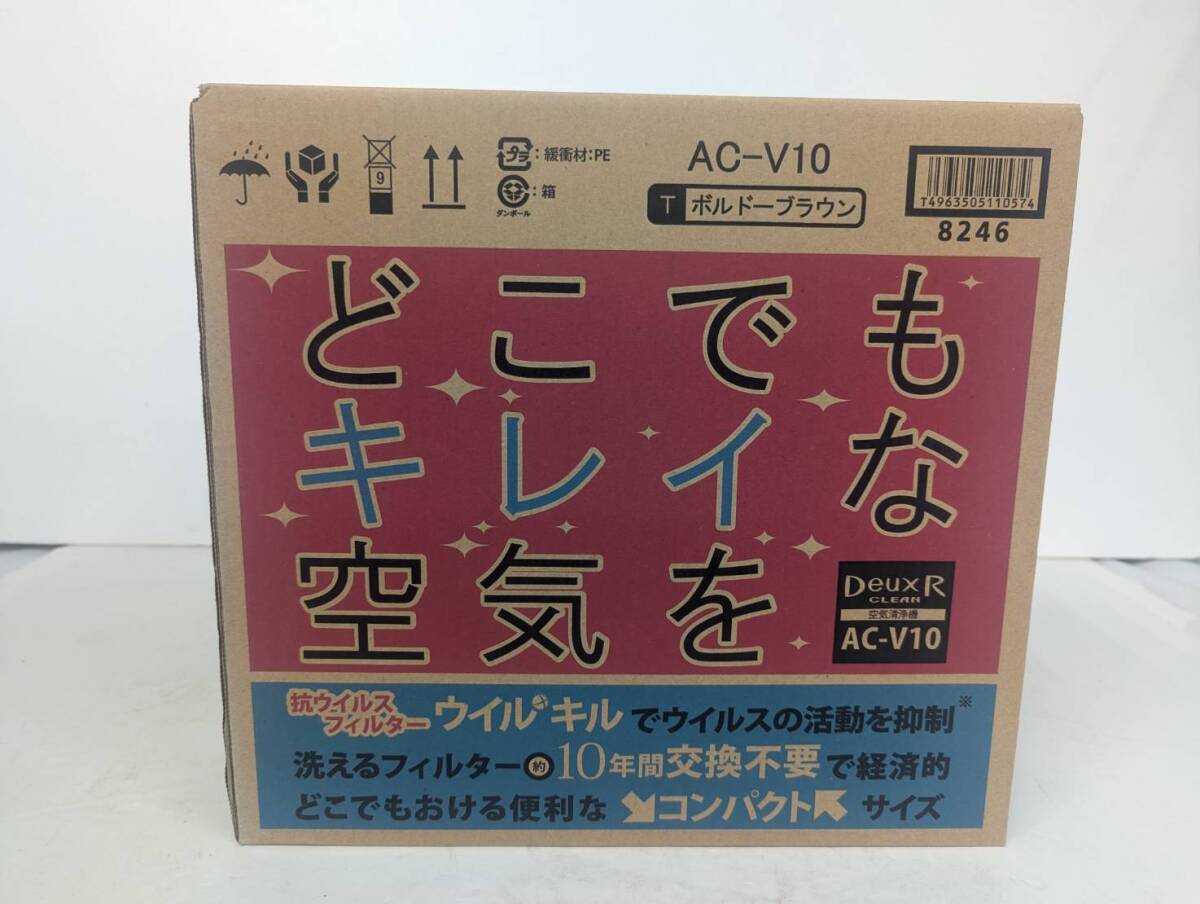 9
プラ
:緩衝材:PE
:箱
ダンボール
AC-V10
T ボルドーブラウン
T4963505110574
8246
どこでも
キレイな
空気を
Deux R
CLEAN
空気清浄機
AC-V10
抗ウイルス
フィルター ウイルキル でウイルスの活動を抑制※
洗えるフィルター 約 10年間交換不要で経済的
どこでもおける便利な コンパクト サイズ